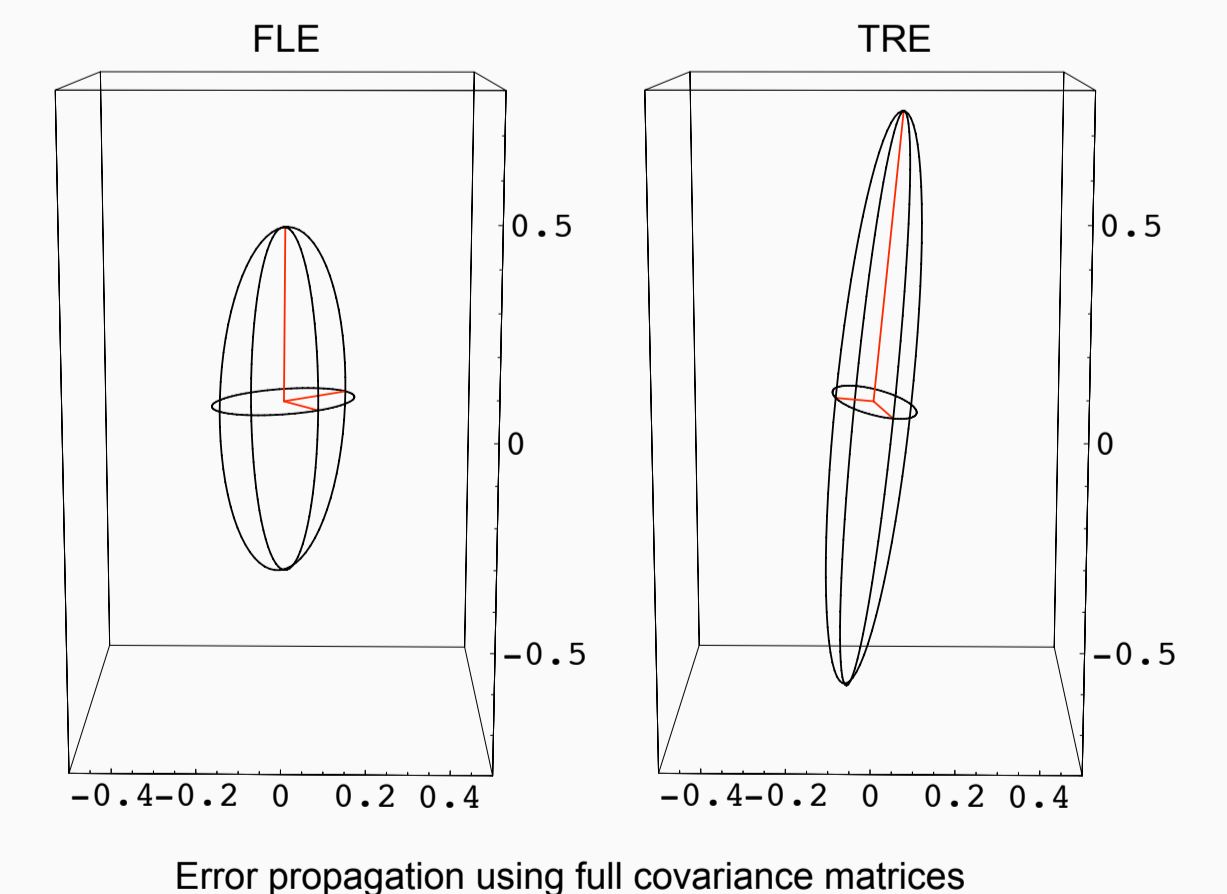 FLE TRE
0.5 0.5
0 0
−0.5 −0.5
−0.4−0.2 0 0.2 0.4 −0.4−0.2 0 0.2 0.4
Error propagation using full covariance matrices